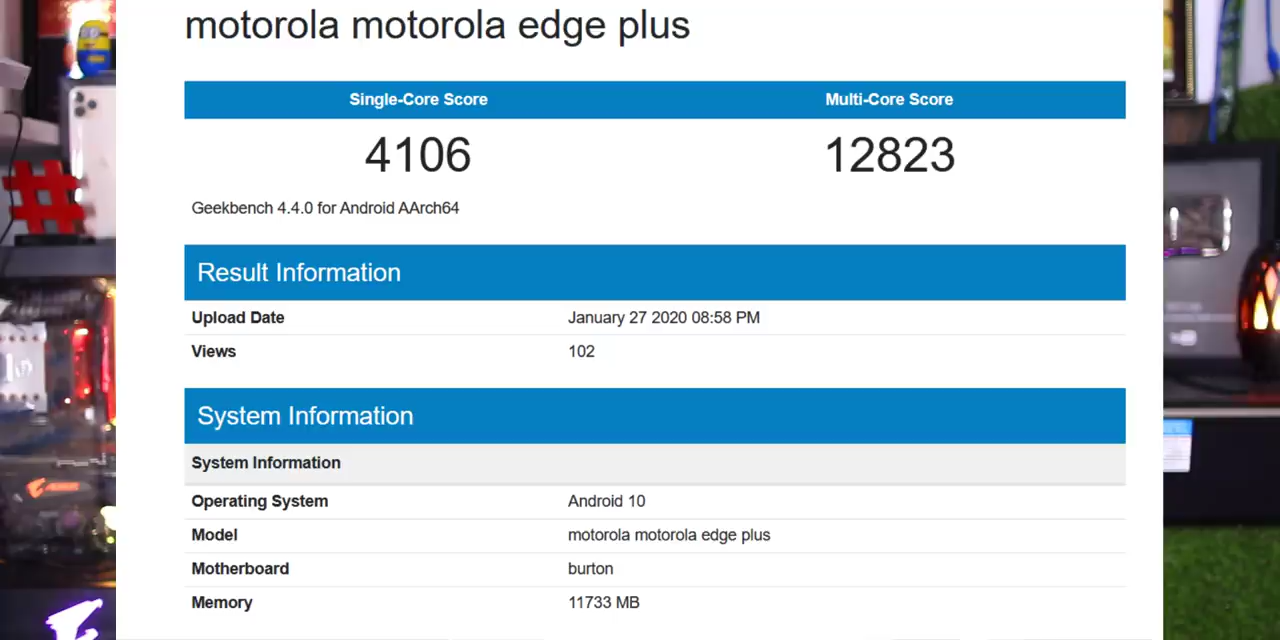 motorola motorola edge plus
Single-Core Score Multi-Core Score
4106 12823
Geekbench 4.4.0 for Android AArch64
Result Information
Upload Date January 27 2020 08:58 PM
Views 102
System Information
System Information
Operating System Android 10
Model motorola motorola edge plus
Motherboard burton
Memory 11733 MB
#